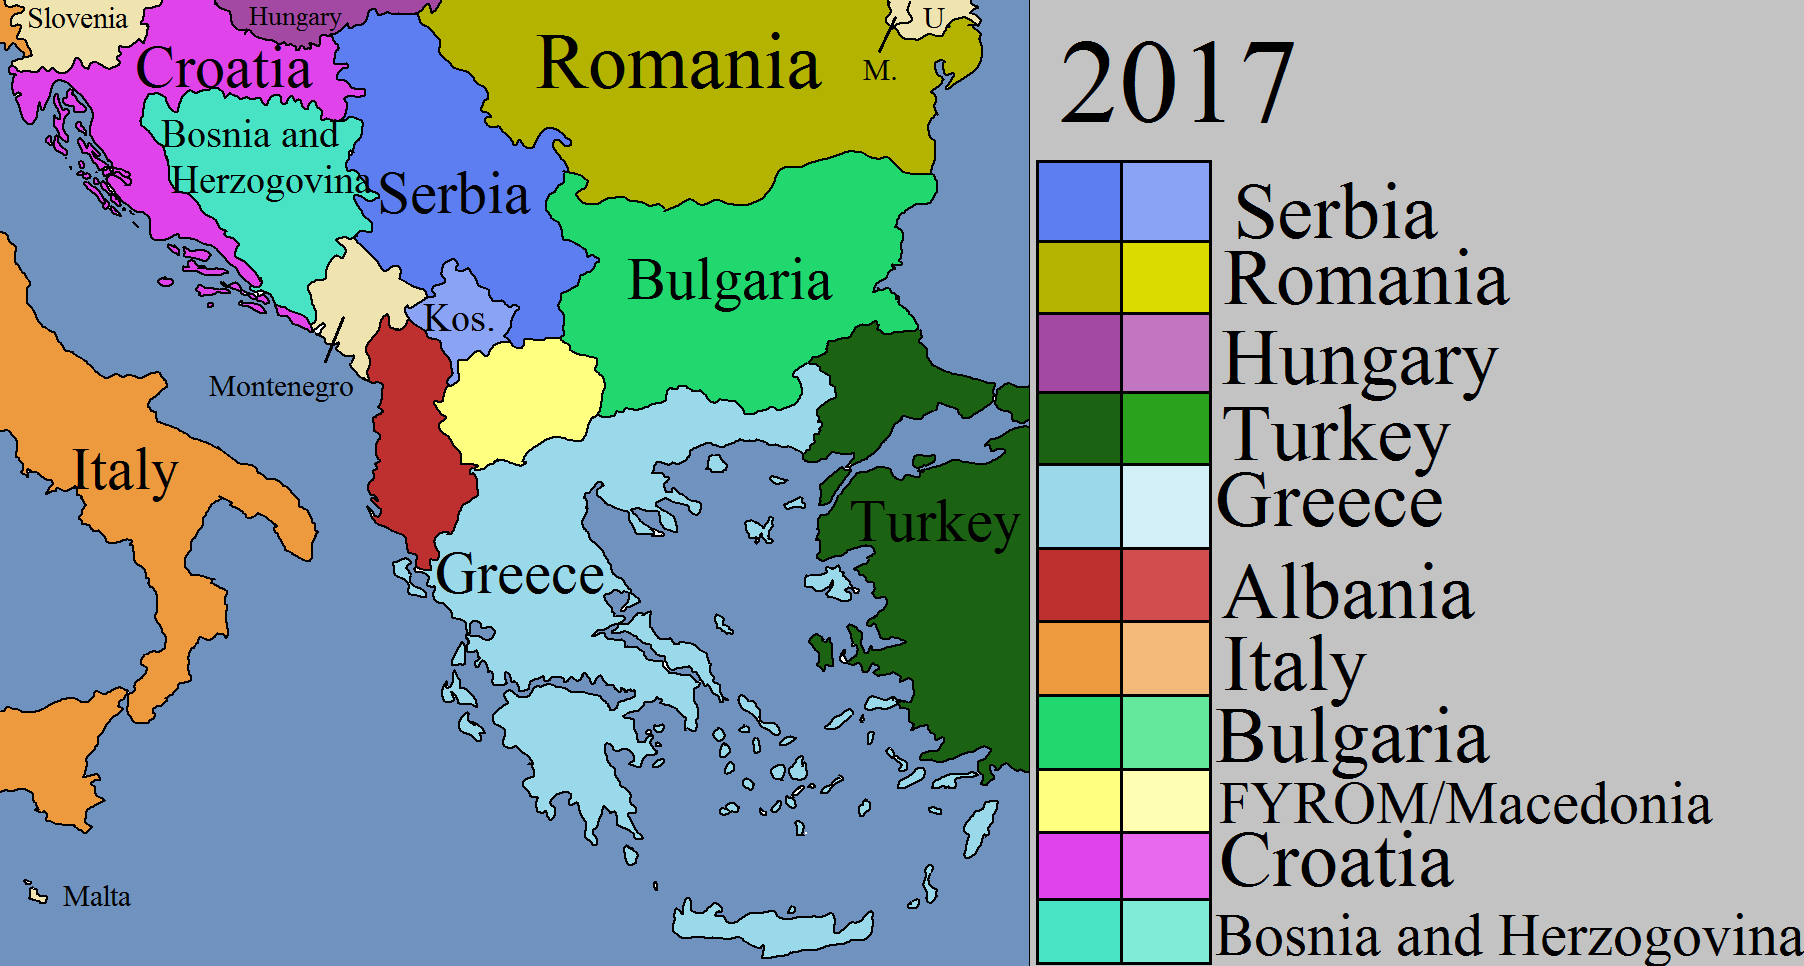 Slovenia
Hungary
U.
Croatia
Romania
M.
Bosnia and
Herzogovina
Serbia
Bulgaria
Kos.
Montenegro
Italy
Turkey
Greece
Malta
2017
Serbia
Romania
Hungary
Turkey
Greece
Albania
Italy
Bulgaria
FYROM/Macedonia
Croatia
Bosnia and Herzogovina